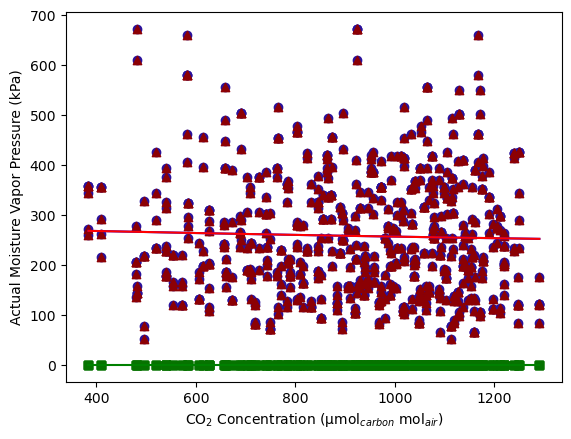 700
600
500
400
300
200
100
0
Actual Moisture Vapor Pressure (kPa)
400 600 800 1000 1200
CO₂ Concentration (μmol_carbon mol_air)